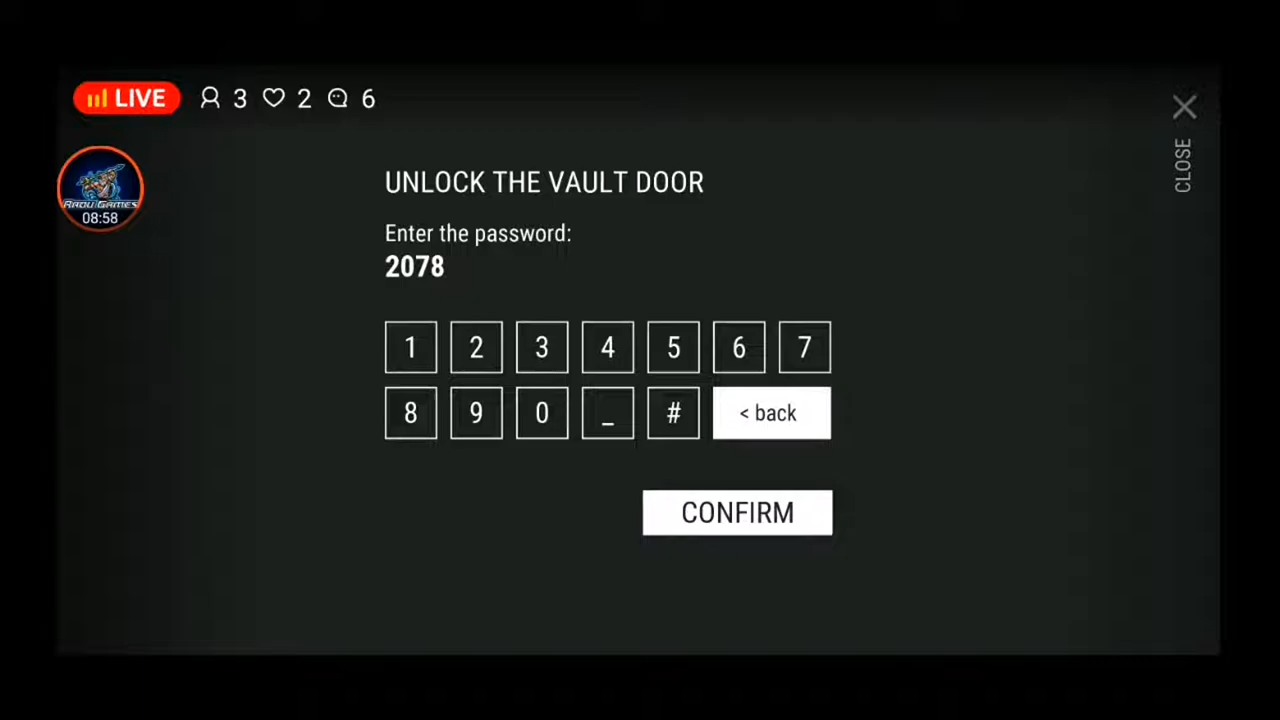 LIVE 3 2 6
CLOSE
RADU GAMES
08:58
UNLOCK THE VAULT DOOR
Enter the password:
2078
1 2 3 4 5 6 7
8 9 0 _ # < back
CONFIRM